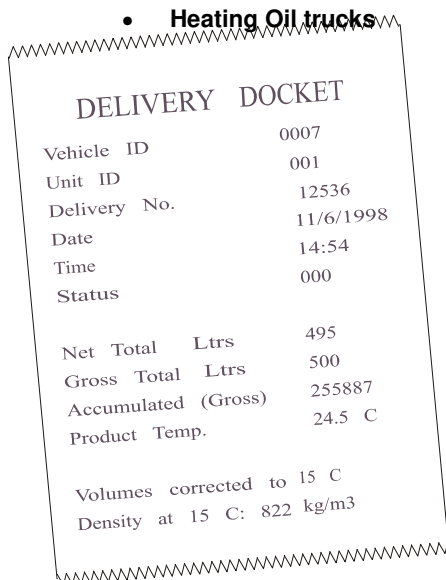 • Heating Oil trucks
DELIVERY DOCKET
Vehicle ID 0007
Unit ID 001
Delivery No. 12536
Date 11/6/1998
Time 14:54
Status 000
Net Total Ltrs 495
Gross Total Ltrs 500
Accumulated (Gross) 255887
Product Temp. 24.5 C
Volumes corrected to 15 C
Density at 15 C: 822 kg/m3